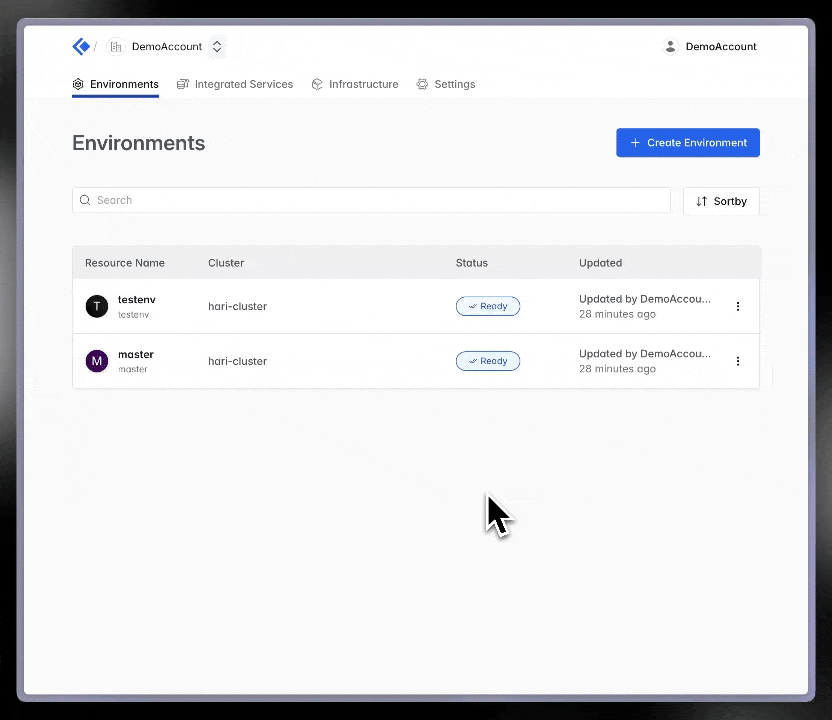 / DemoAccount
DemoAccount
Environments Integrated Services Infrastructure Settings
Environments
+ Create Environment
Search
Sortby
Resource Name Cluster Status Updated
T testenv hari-cluster Ready Updated by DemoAccou...
testenv 28 minutes ago
M master hari-cluster Ready Updated by DemoAccou...
master 28 minutes ago